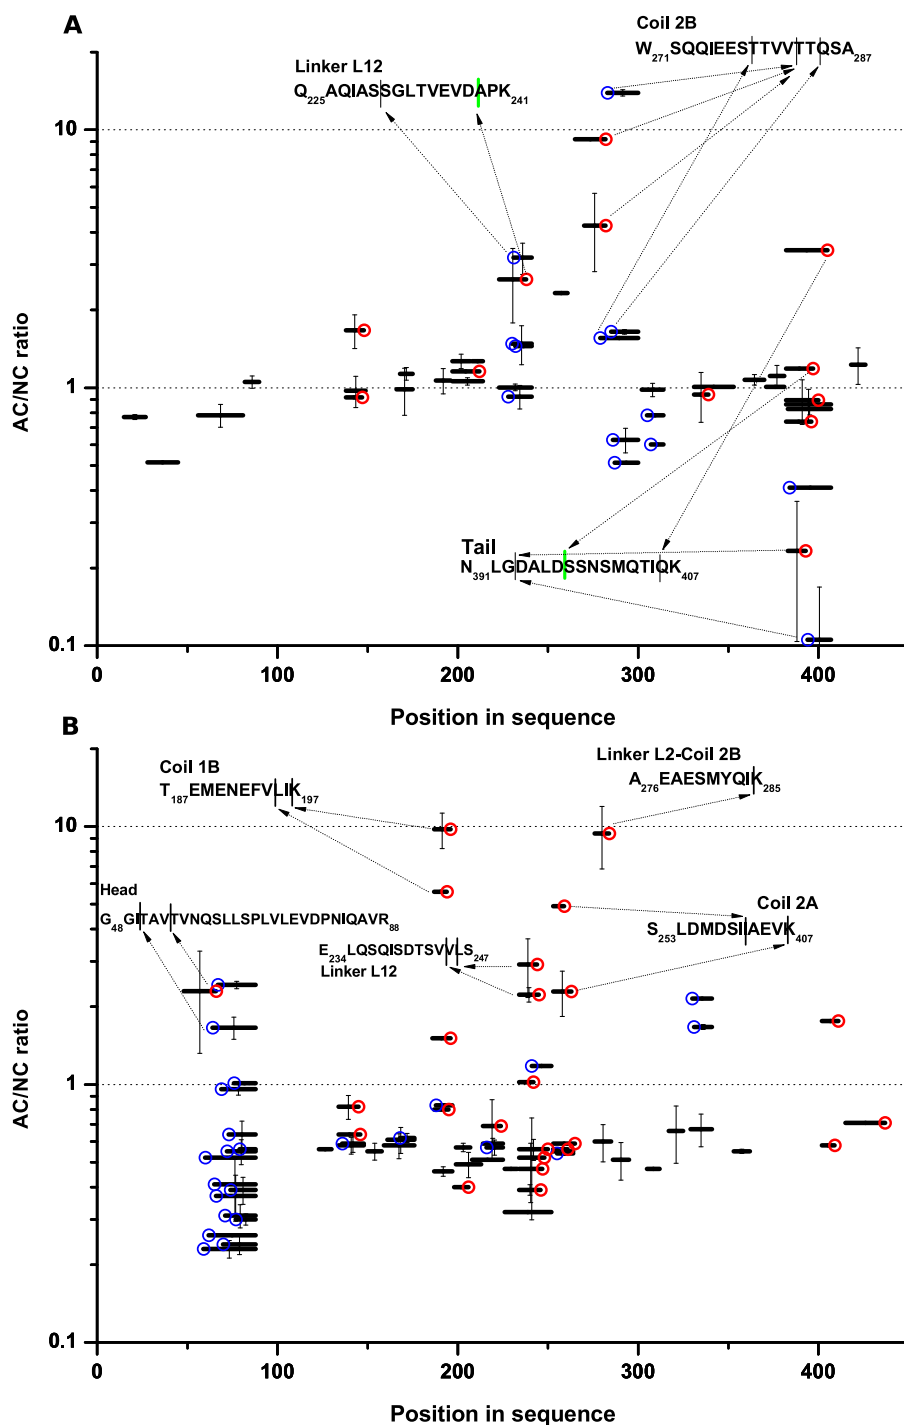 A
Coil 2B
W271SQQIEESTTVVTTQSA287
Linker L12
Q225AQIASSGLTVEVDAPK241
10
1
0.1
AC/NC ratio
Tail
N391LGDALDSSNSMQTIQK407
0 100 200 300 400
Position in sequence
B
Linker L2-Coil 2B
A276EAESMYQIK285
Coil 1B
T187EMENEFVLIK197
10
Head
G48GITAVTVNQSLLSPLVLEVDPNIQAVR88
Coil 2A
S253LDMDSIIAEVK407
E234LQSQISDTSVVLS247
Linker L12
1
0.1
AC/NC ratio
0 100 200 300 400
Position in sequence